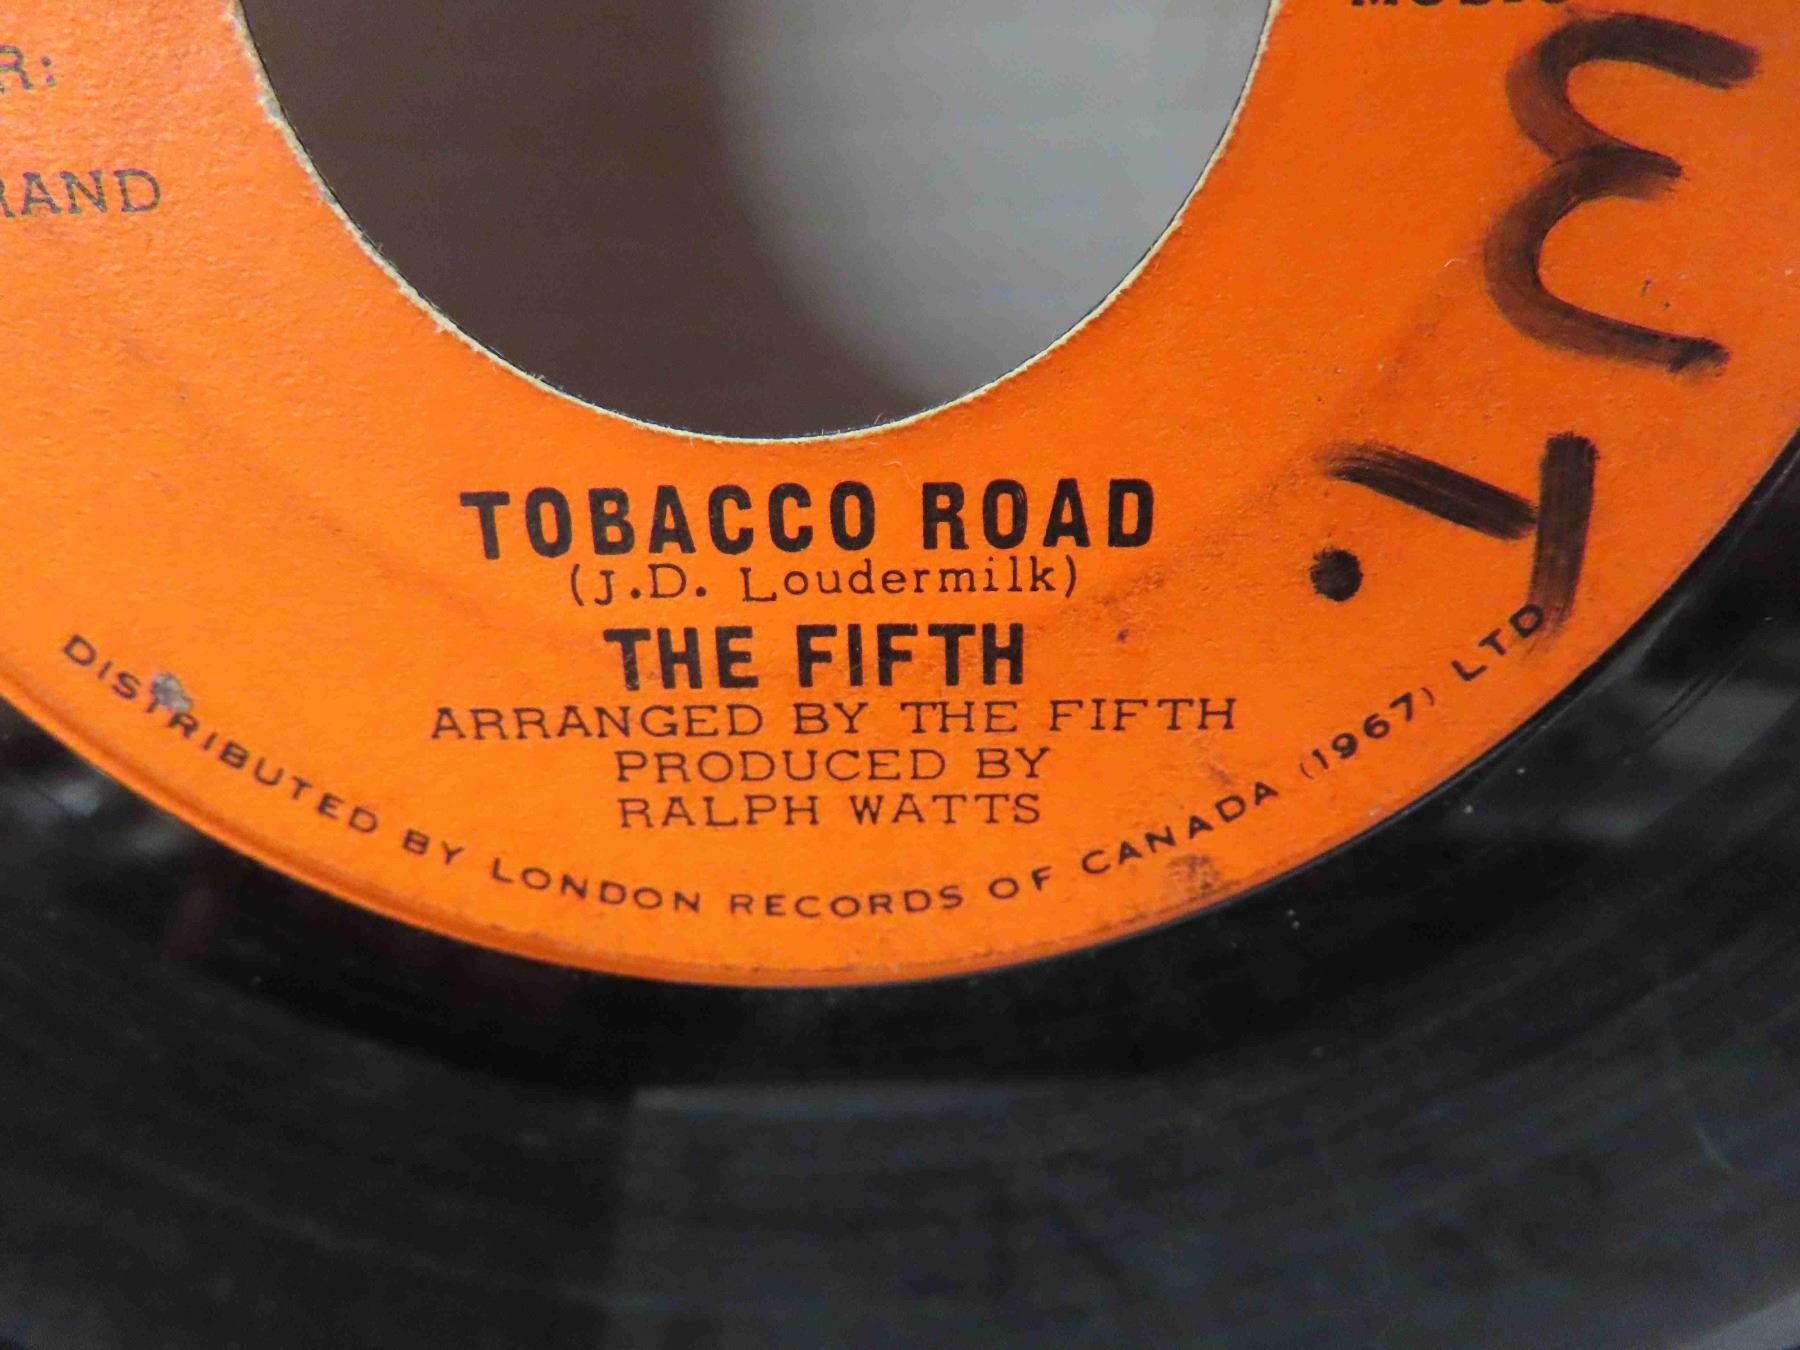 TOBACCO ROAD
(J.D. Loudermilk)
THE FIFTH
ARRANGED BY THE FIFTH
PRODUCED BY
RALPH WATTS
DISTRIBUTED BY LONDON RECORDS OF CANADA (1967) LTD